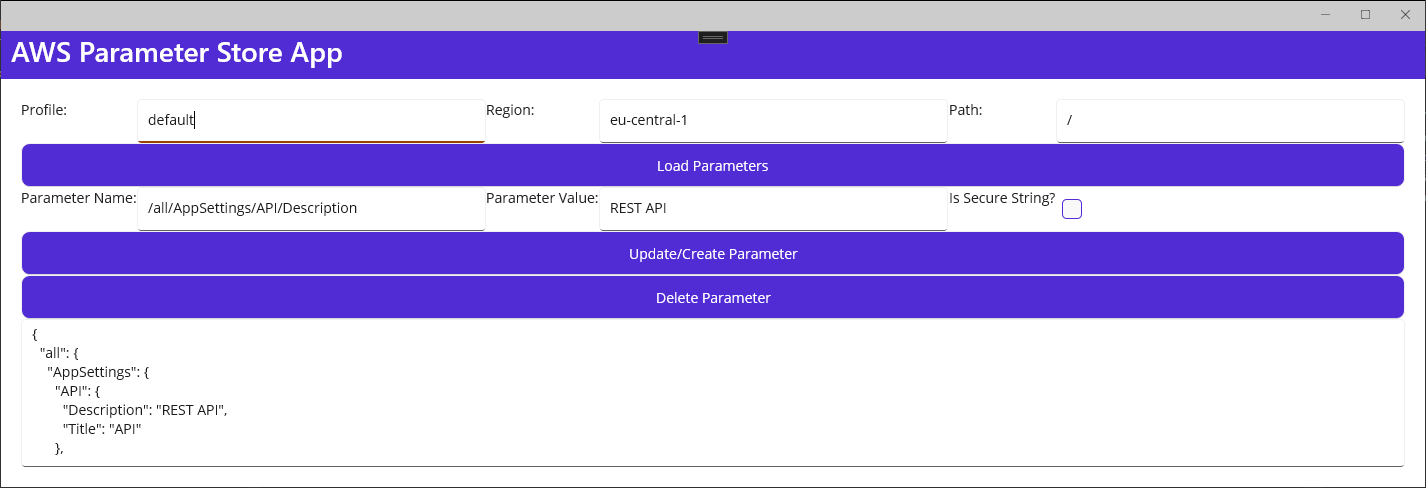 AWS Parameter Store App
Profile: default Region: eu-central-1 Path: /
Load Parameters
Parameter Name: /all/AppSettings/API/Description Parameter Value: REST API Is Secure String?
Update/Create Parameter
Delete Parameter
{
"all": {
"AppSettings": {
"API": {
"Description": "REST API",
"Title": "API"
},